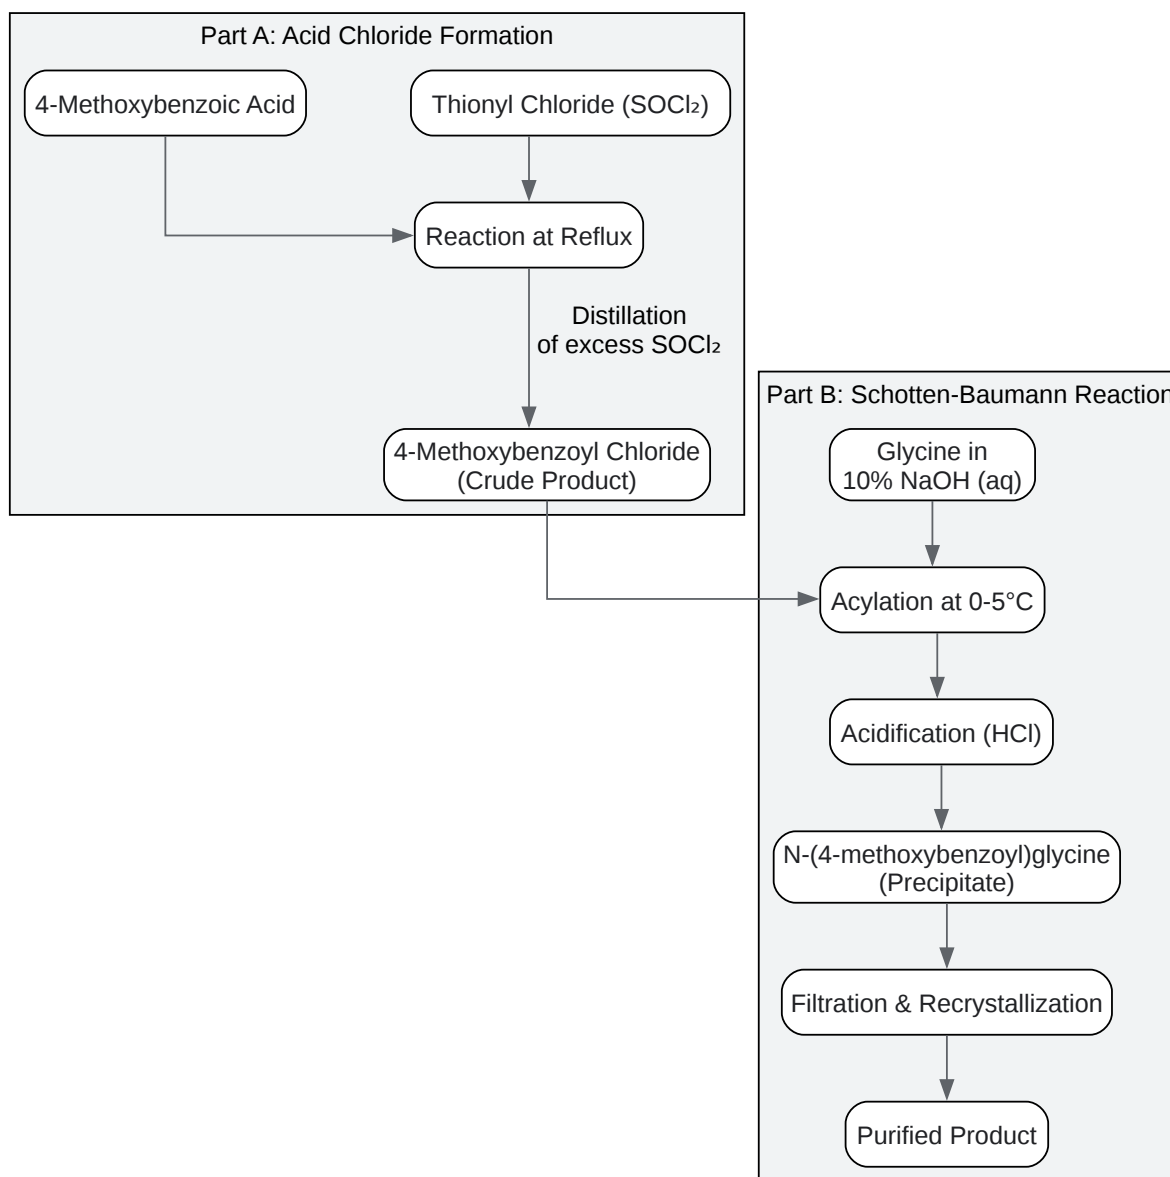 Part A: Acid Chloride Formation
4-Methoxybenzoic Acid
Thionyl Chloride (SOCl₂)
Reaction at Reflux
Distillation
of excess SOCl₂
4-Methoxybenzoyl Chloride
(Crude Product)
Part B: Schotten-Baumann Reaction
Glycine in
10% NaOH (aq)
Acylation at 0-5°C
Acidification (HCl)
N-(4-methoxybenzoyl)glycine
(Precipitate)
Filtration & Recrystallization
Purified Product